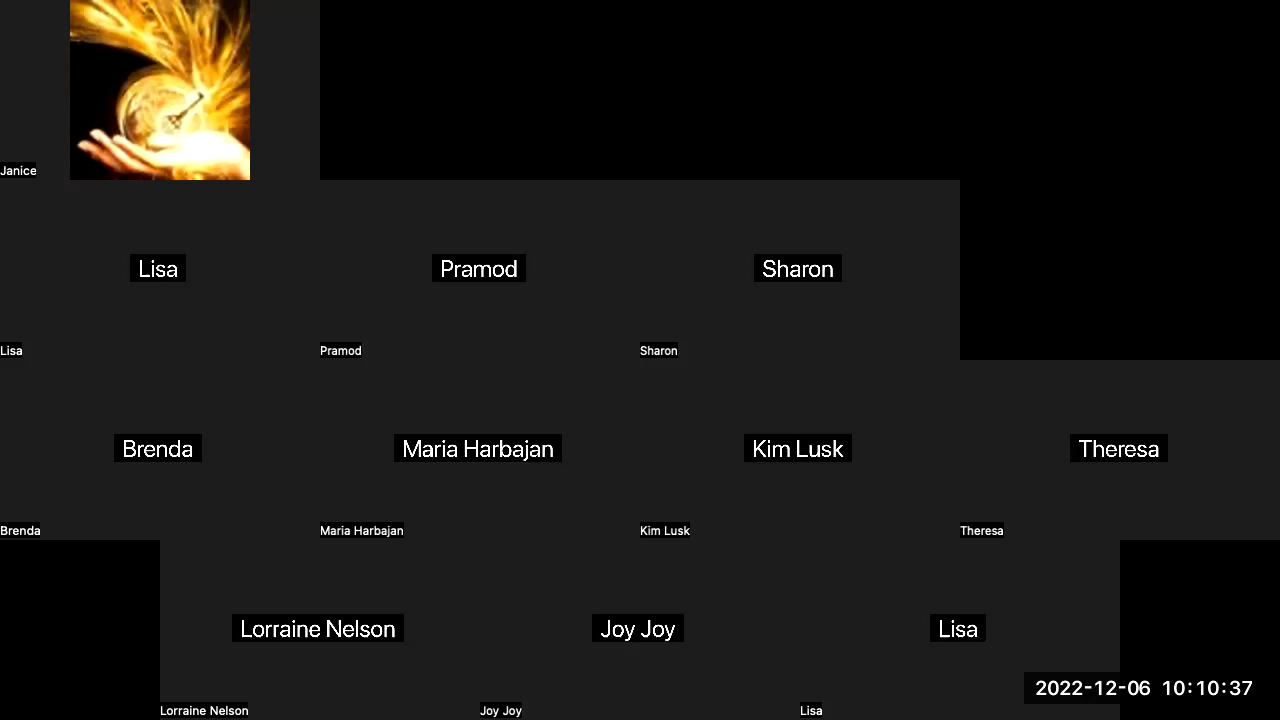 Janice
Lisa
Pramod
Sharon
Lisa
Pramod
Sharon
Brenda
Maria Harbajan
Kim Lusk
Theresa
Brenda
Maria Harbajan
Kim Lusk
Theresa
Lorraine Nelson
Joy Joy
Lisa
2022-12-06 10:10:37
Lorraine Nelson
Joy Joy
Lisa